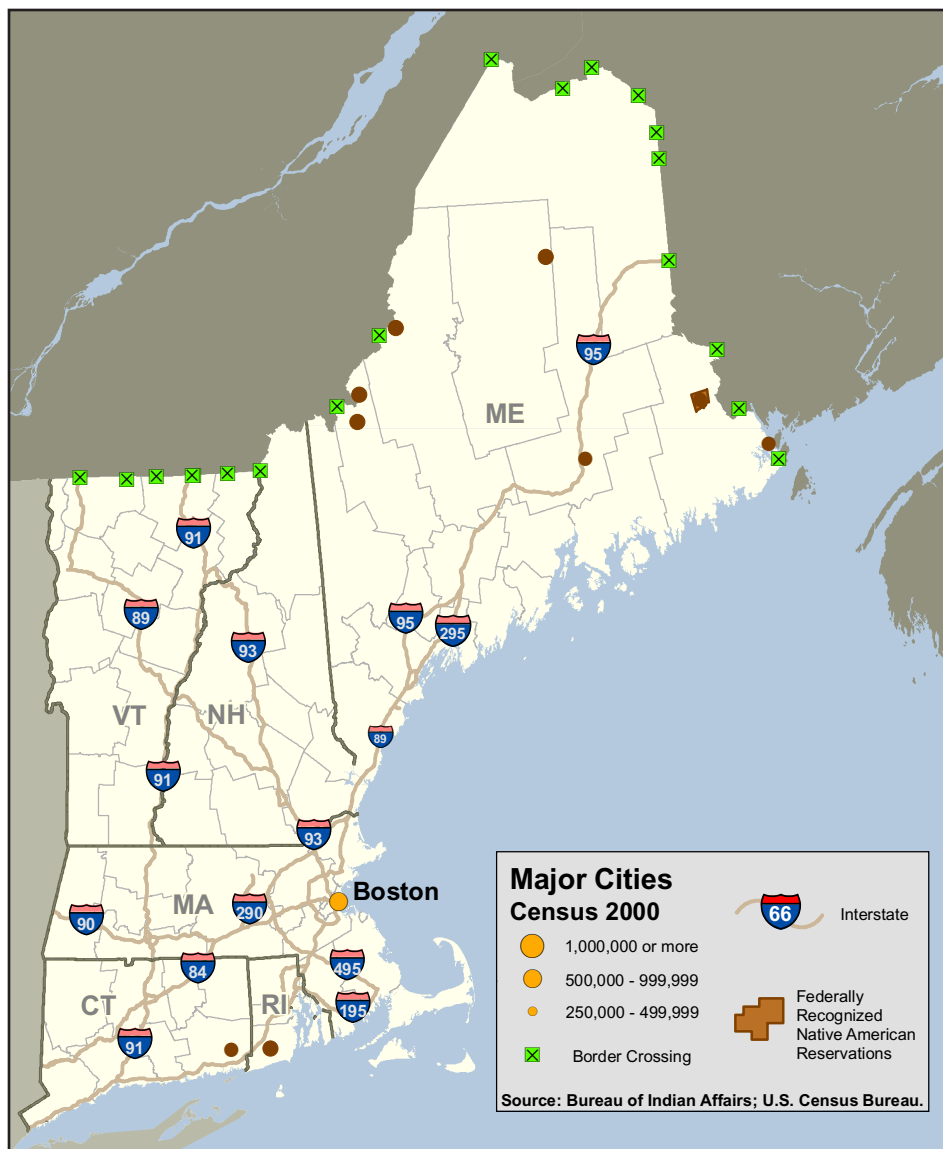 95
ME
91
89
95
295
93
VT
NH
89
91
93
Boston
MA
290
90
84
495
CT
RI
195
91
Major Cities
Census 2000
1,000,000 or more
500,000 - 999,999
250,000 - 499,999
Border Crossing
66
Interstate
Federally
Recognized
Native American
Reservations
Source: Bureau of Indian Affairs; U.S. Census Bureau.